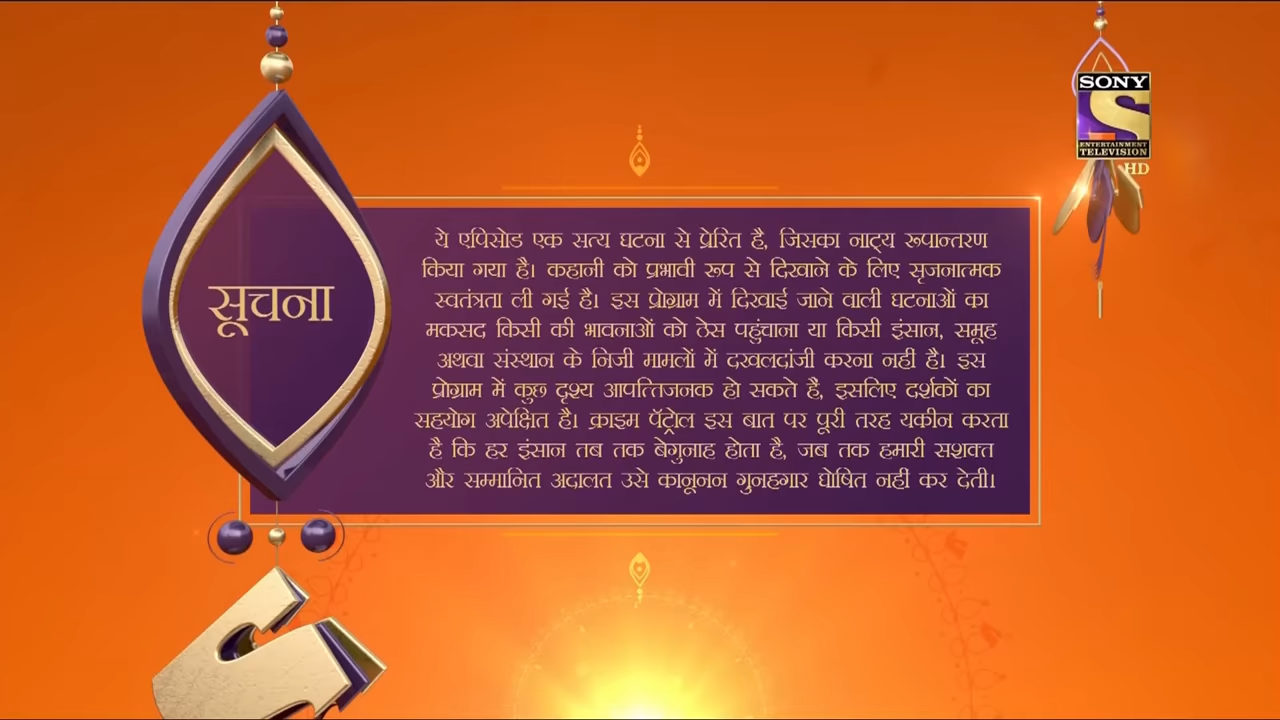 सूचना
ये एपिसोड एक सत्य घटना से प्रेरित है, जिसका नाट्य रूपान्तरण
किया गया है। कहानी को प्रभावी रूप से दिखाने के लिए सृजनात्मक
स्वतंत्रता ली गई है। इस प्रोग्राम में दिखाई जाने वाली घटनाओं का
मकसद किसी की भावनाओं को ठेस पहुंचाना या किसी इंसान, समूह
अथवा संस्थान के निजी मामलों में दखलदांजी करना नहीं है। इस
प्रोग्राम में कुछ दृश्य आपत्तिजनक हो सकते हैं, इसलिए दर्शकों का
सहयोग अपेक्षित है। क्राइम पॅट्रोल इस बात पर पूरी तरह यकीन करता
है कि हर इंसान तब तक बेगुनाह होता है, जब तक हमारी सशक्त
और सम्मानित अदालत उसे कानूनन गुनहगार घोषित नहीं कर देती।
SONY
ENTERTAINMENT
TELEVISION
HD